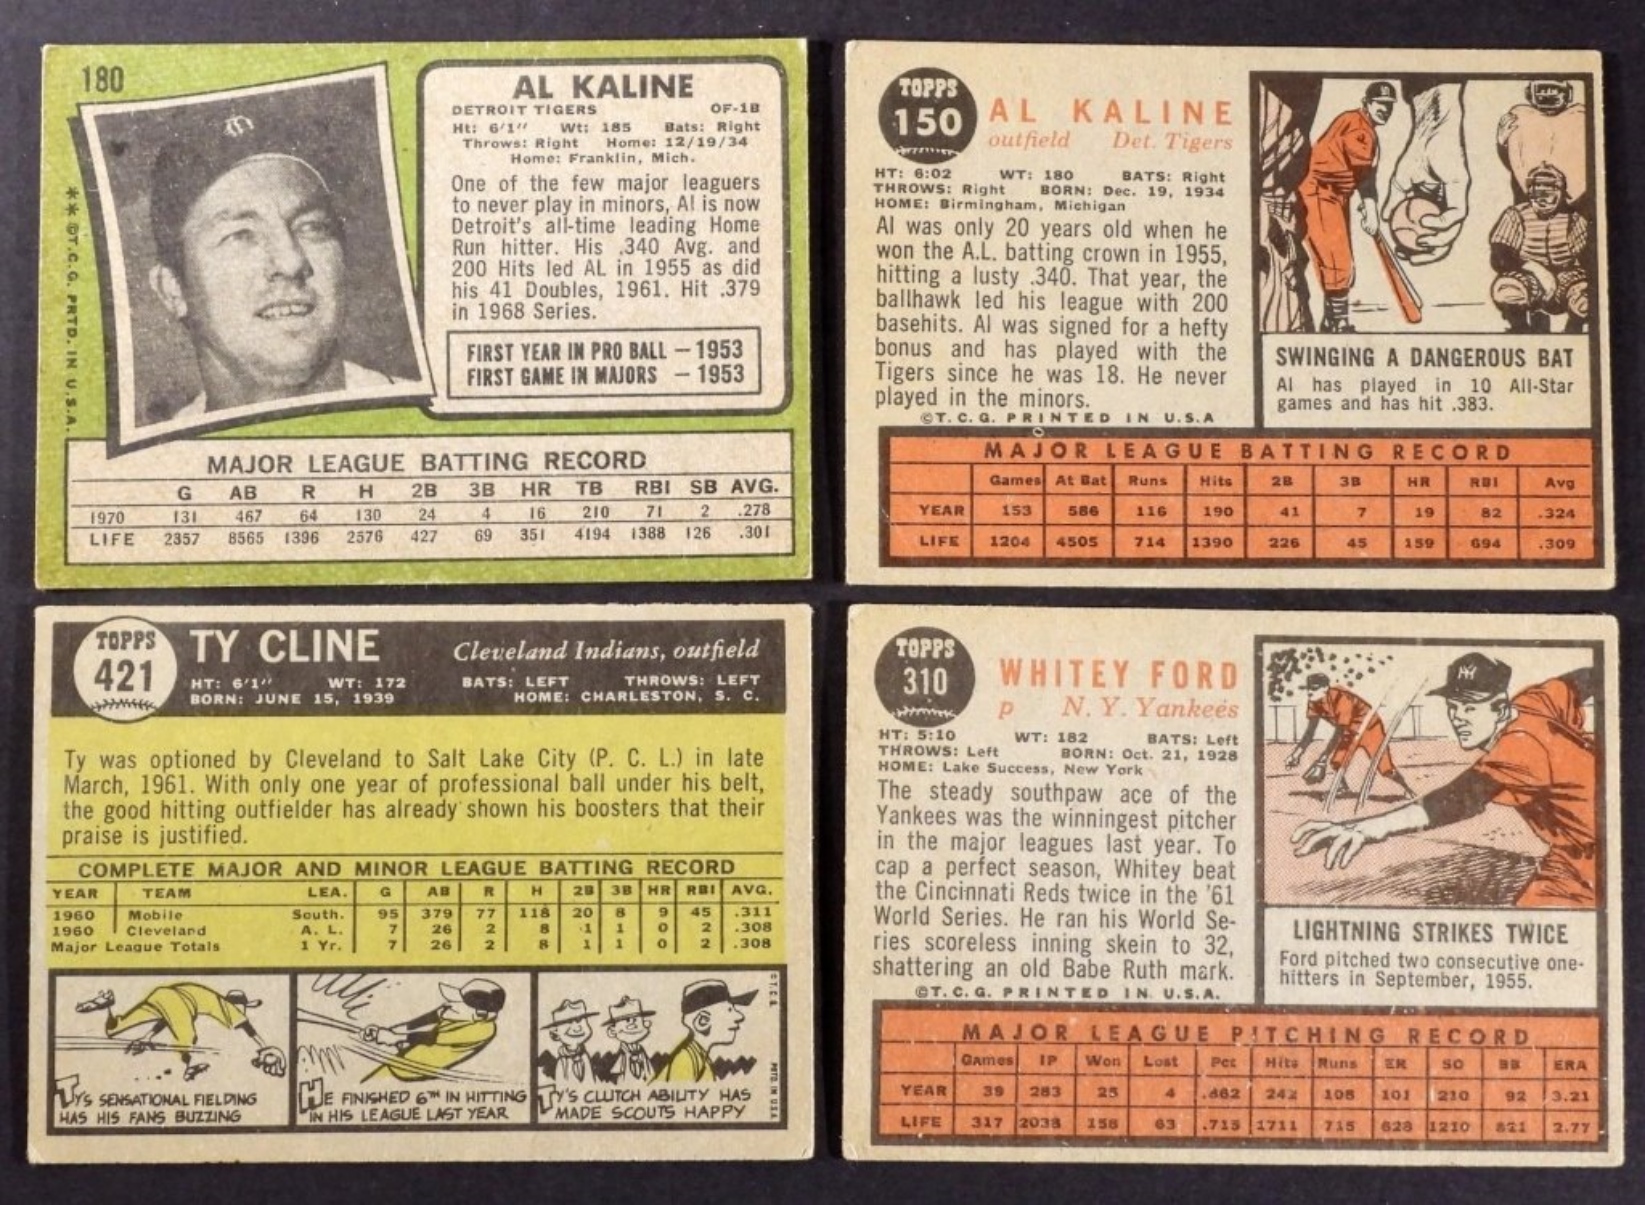 180
AL KALINE
DETROIT TIGERS OF-1B
Ht: 6'1" Wt: 185 Bats: Right
Throws: Right Home: 12/19/34
Home: Franklin, Mich.
One of the few major leaguers
to never play in minors, Al is now
Detroit's all-time leading Home
Run hitter. His .340 Avg. and
200 Hits led AL in 1955 as did
his 41 Doubles, 1961. Hit .379
in 1968 Series.
FIRST YEAR IN PRO BALL — 1953
FIRST GAME IN MAJORS — 1953
**©T.C.G. PRTD. IN U.S.A.
MAJOR LEAGUE BATTING RECORD
G AB R H 2B 3B HR TB RBI SB AVG.
1970 131 467 64 130 24 4 16 210 71 2 .278
LIFE 2357 8565 1396 2576 427 69 351 4194 1388 126 .301
TOPPS
150
AL KALINE
outfield Det. Tigers
HT: 6:02 WT: 180 BATS: Right
THROWS: Right BORN: Dec. 19, 1934
HOME: Birmingham, Michigan
Al was only 20 years old when he
won the A.L. batting crown in 1955,
hitting a lusty .340. That year, the
ballhawk led his league with 200
basehits. Al was signed for a hefty
bonus and has played with the
Tigers since he was 18. He never
played in the minors.
©T.C.G. PRINTED IN U.S.A
SWINGING A DANGEROUS BAT
Al has played in 10 All-Star
games and has hit .383.
MAJOR LEAGUE BATTING RECORD
Games At Bat Runs Hits 2B 3B HR RBI Avg
YEAR 153 586 116 190 41 7 19 82 .324
LIFE 1204 4505 714 1390 226 45 159 694 .309
TOPPS
421
TY CLINE
Cleveland Indians, outfield
HT: 6'1" WT: 172 BATS: LEFT THROWS: LEFT
BORN: JUNE 15, 1939 HOME: CHARLESTON, S. C.
Ty was optioned by Cleveland to Salt Lake City (P. C. L.) in late
March, 1961. With only one year of professional ball under his belt,
the good hitting outfielder has already shown his boosters that their
praise is justified.
COMPLETE MAJOR AND MINOR LEAGUE BATTING RECORD
YEAR TEAM LEA. G AB R H 2B 3B HR RBI AVG.
1960 Mobile South. 95 379 77 118 20 8 9 45 .311
1960 Cleveland A. L. 7 26 2 8 1 1 0 2 .308
Major League Totals 1 Yr. 7 26 2 8 1 1 0 2 .308
TY'S SENSATIONAL FIELDING
HAS HIS FANS BUZZING
HE FINISHED 6TH IN HITTING
IN HIS LEAGUE LAST YEAR
TY'S CLUTCH ABILITY HAS
MADE SCOUTS HAPPY
©T.C.G. PRTD. IN U.S.A.
TOPPS
310
WHITEY FORD
p N. Y. Yankees
HT: 5:10 WT: 182 BATS: Left
THROWS: Left BORN: Oct. 21, 1928
HOME: Lake Success, New York
The steady southpaw ace of the
Yankees was the winningest pitcher
in the major leagues last year. To
cap a perfect season, Whitey beat
the Cincinnati Reds twice in the '61
World Series. He ran his World Se-
ries scoreless inning skein to 32,
shattering an old Babe Ruth mark.
©T.C.G. PRINTED IN U.S.A.
LIGHTNING STRIKES TWICE
Ford pitched two consecutive one-
hitters in September, 1955.
MAJOR LEAGUE PITCHING RECORD
Games IP Won Lost Pct Hits Runs ER SO BB ERA
YEAR 39 283 25 4 .862 242 108 101 210 92 3.21
LIFE 317 2038 158 63 .715 1711 715 628 1210 821 2.77